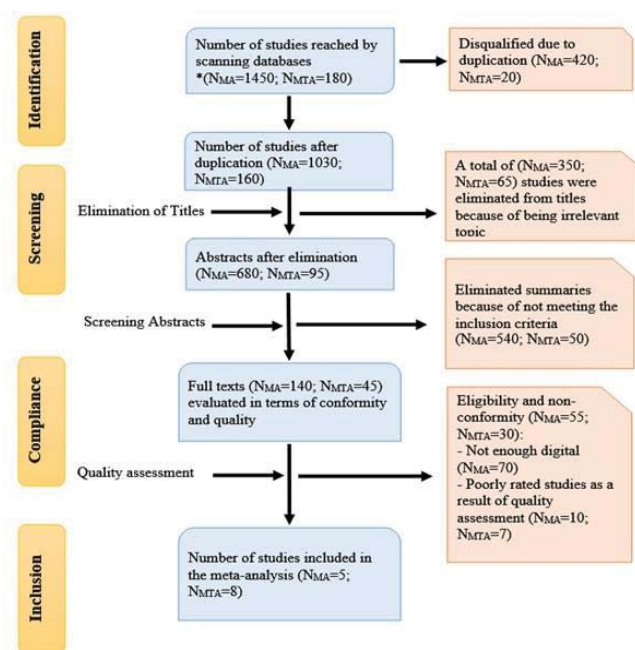 Identification
Number of studies reached by
scanning databases
*(NMA=1450; NMTA=180)
Disqualified due to
duplication (NMA=420;
NMTA=20)
Number of studies after
duplication (NMA=1030;
NMTA=160)
Screening
Elimination of Titles
A total of (NMA=350;
NMTA=65) studies were
eliminated from titles
because of being irrelevant
topic
Abstracts after elimination
(NMA=680; NMTA=95)
Screening Abstracts
Eliminated summaries
because of not meeting the
inclusion criteria
(NMA=540; NMTA=50)
Compliance
Full texts (NMA=140; NMTA=45)
evaluated in terms of conformity
and quality
Quality assessment
Eligibility and non-
conformity (NMA=55;
NMTA=30):
- Not enough digital
(NMA=70)
- Poorly rated studies as a
result of quality
assessment (NMA=10;
NMTA=7)
Inclusion
Number of studies included in
the meta-analysis (NMA=5;
NMTA=8)